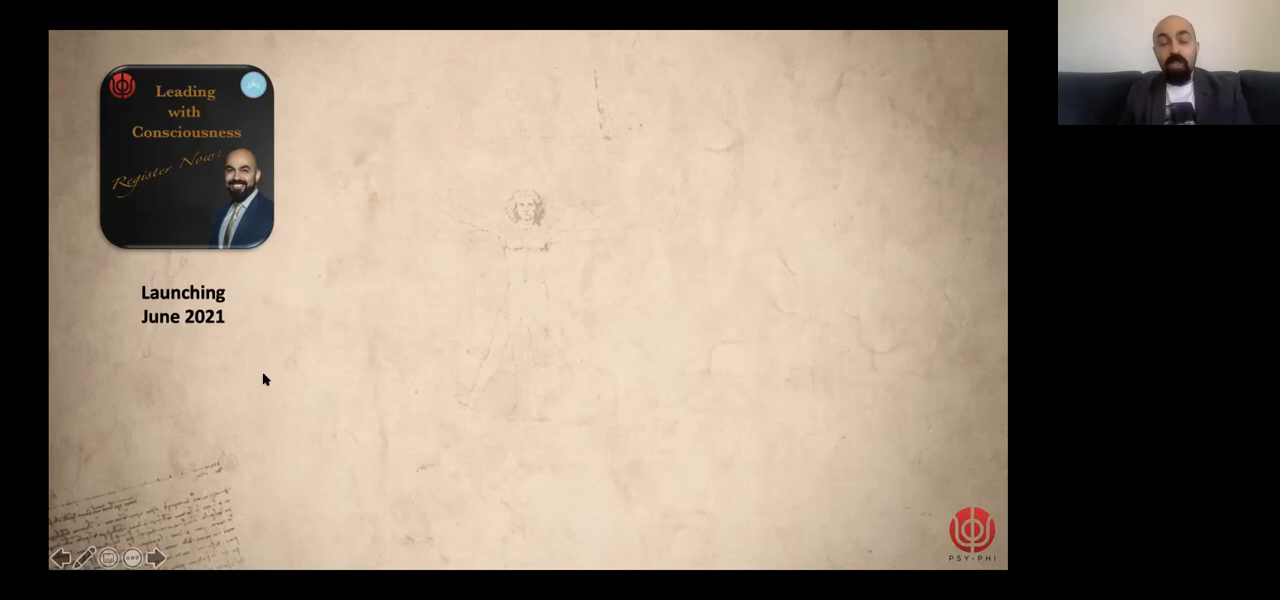 Leading
with
Consciousness
Register Now!
Launching
June 2021
PSY-PHI